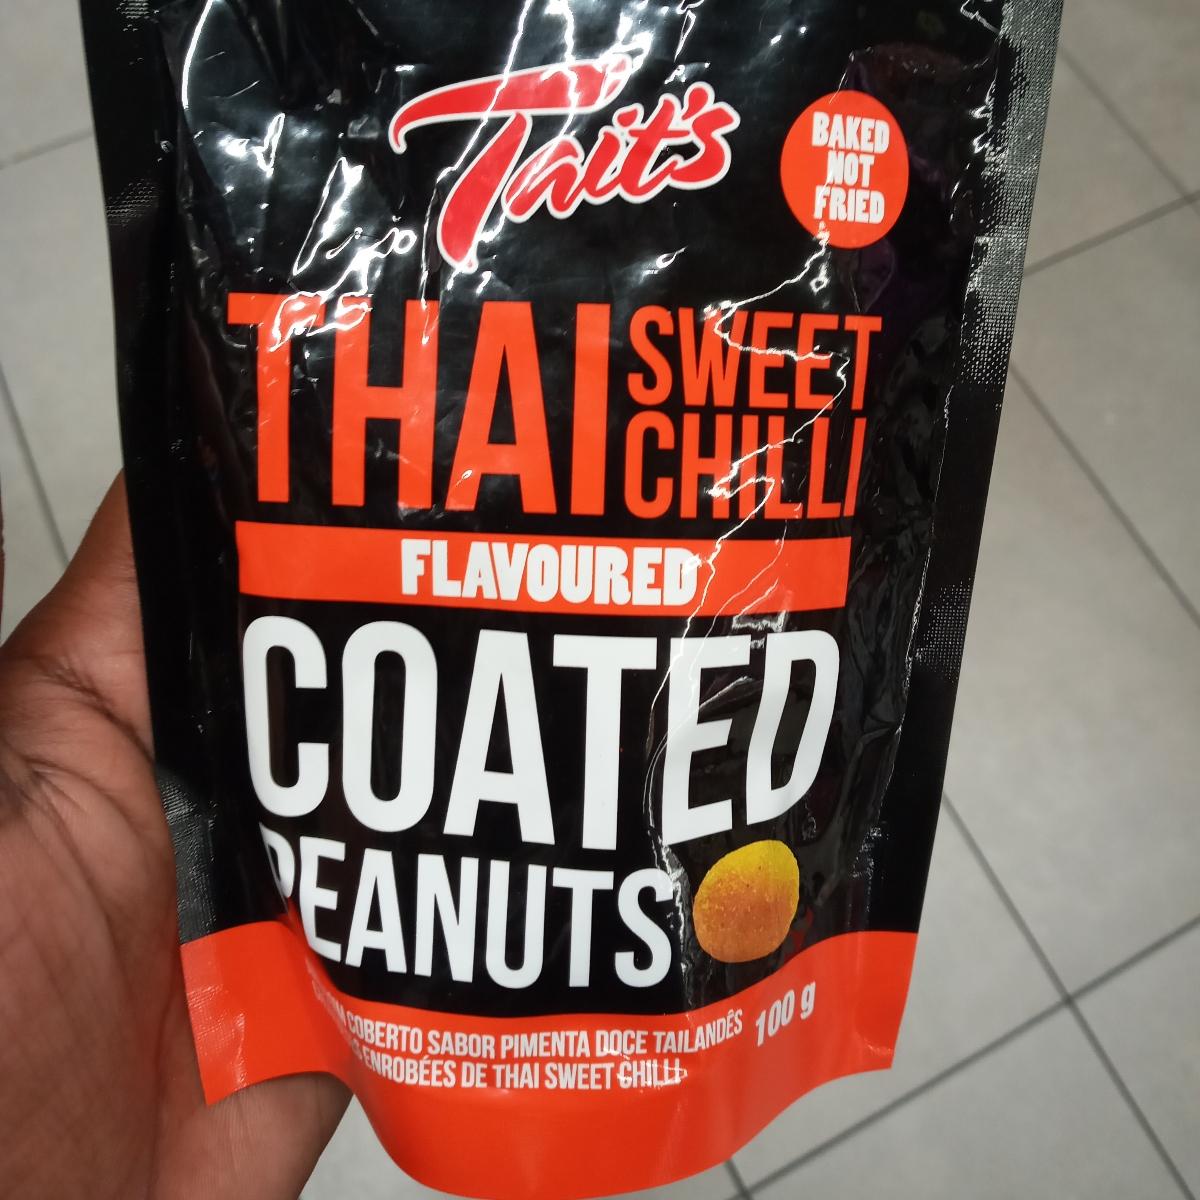 Tait's
BAKED
NOT
FRIED
THAI
SWEET
CHILLI
FLAVOURED
COATED
PEANUTS
COBERTO SABOR PIMENTA DOCE TAILANDÊS
ENROBÉES DE THAI SWEET CHILLI
100 g